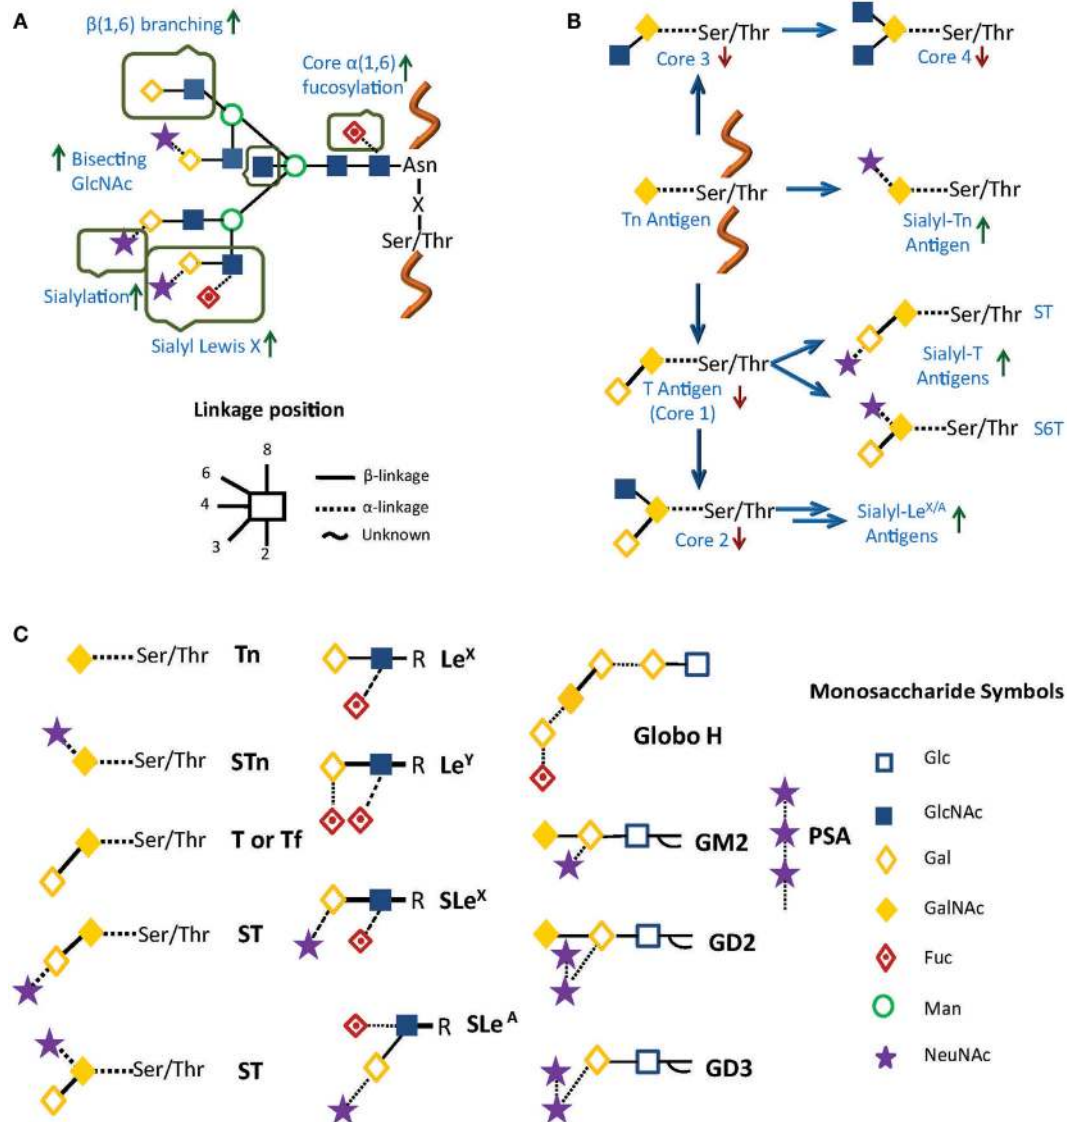 A
β(1,6) branching
Core α(1,6)
fucosylation
Bisecting
GlcNAc
Asn
X
Ser/Thr
Sialylation
Sialyl Lewis X
Linkage position
8
6
4
3
2
β-linkage
α-linkage
Unknown
B
Ser/Thr
Core 3
Ser/Thr
Core 4
Ser/Thr
Tn Antigen
Ser/Thr
Sialyl-Tn
Antigen
Ser/Thr
T Antigen
(Core 1)
Ser/Thr ST
Sialyl-T
Antigens
Ser/Thr S6T
Ser/Thr
Core 2
Sialyl-Le^X/A
Antigens
C
Ser/Thr Tn
Ser/Thr STn
Ser/Thr T or Tf
Ser/Thr ST
Ser/Thr ST
R Le^X
R Le^Y
R SLe^X
R SLe^A
Globo H
GM2
GD2
GD3
PSA
Monosaccharide Symbols
Glc
GlcNAc
Gal
GalNAc
Fuc
Man
NeuNAc